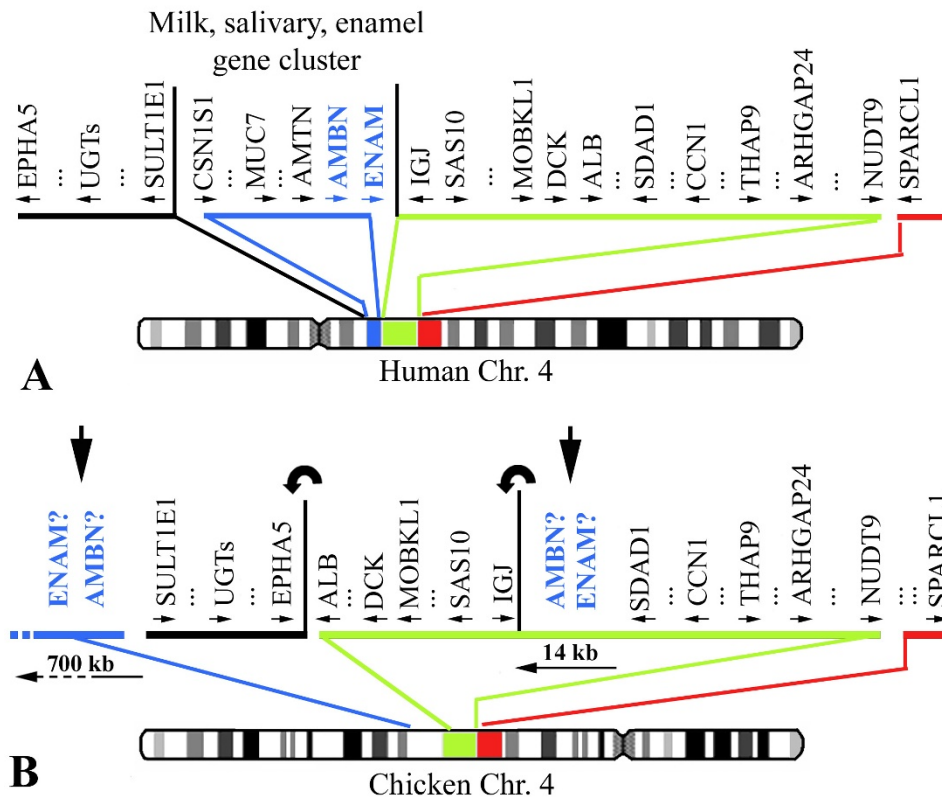 Milk, salivary, enamel
gene cluster
EPHA5
...
UGTs
...
SULT1E1
CSN1S1
...
MUC7
...
AMTN
AMBN
ENAM
IGJ
SAS10
...
MOBKL1
DCK
ALB
...
SDAD1
...
CCN1
...
THAP9
ARHGAP24
...
NUDT9
SPARCL1
A
Human Chr. 4
ENAM?
AMBN?
SULT1E1
...
UGTs
...
EPHA5
ALB
...
DCK
MOBKL1
...
SAS10
IGJ
AMBN?
ENAM?
SDAD1
...
CCN1
...
THAP9
ARHGAP24
...
NUDT9
....
SPARCL1
700 kb
14 kb
B
Chicken Chr. 4